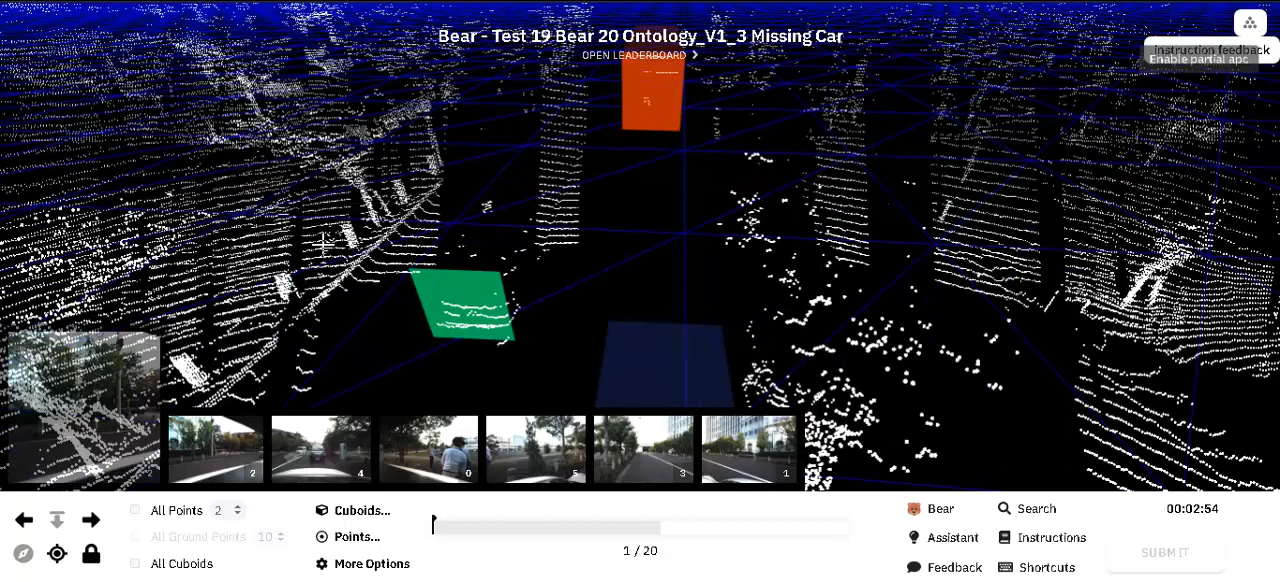 Bear - Test 19 Bear 20 Ontology_V1_3 Missing Car
OPEN LEADERBOARD >
instruction feedback
Enable partial apc
2
2
4
0
5
3
1
All Points 2
All Ground Points 10
All Cuboids
Cuboids...
Points...
More Options
1 / 20
Bear
Assistant
Feedback
Search
Instructions
Shortcuts
00:02:54
SUBMIT